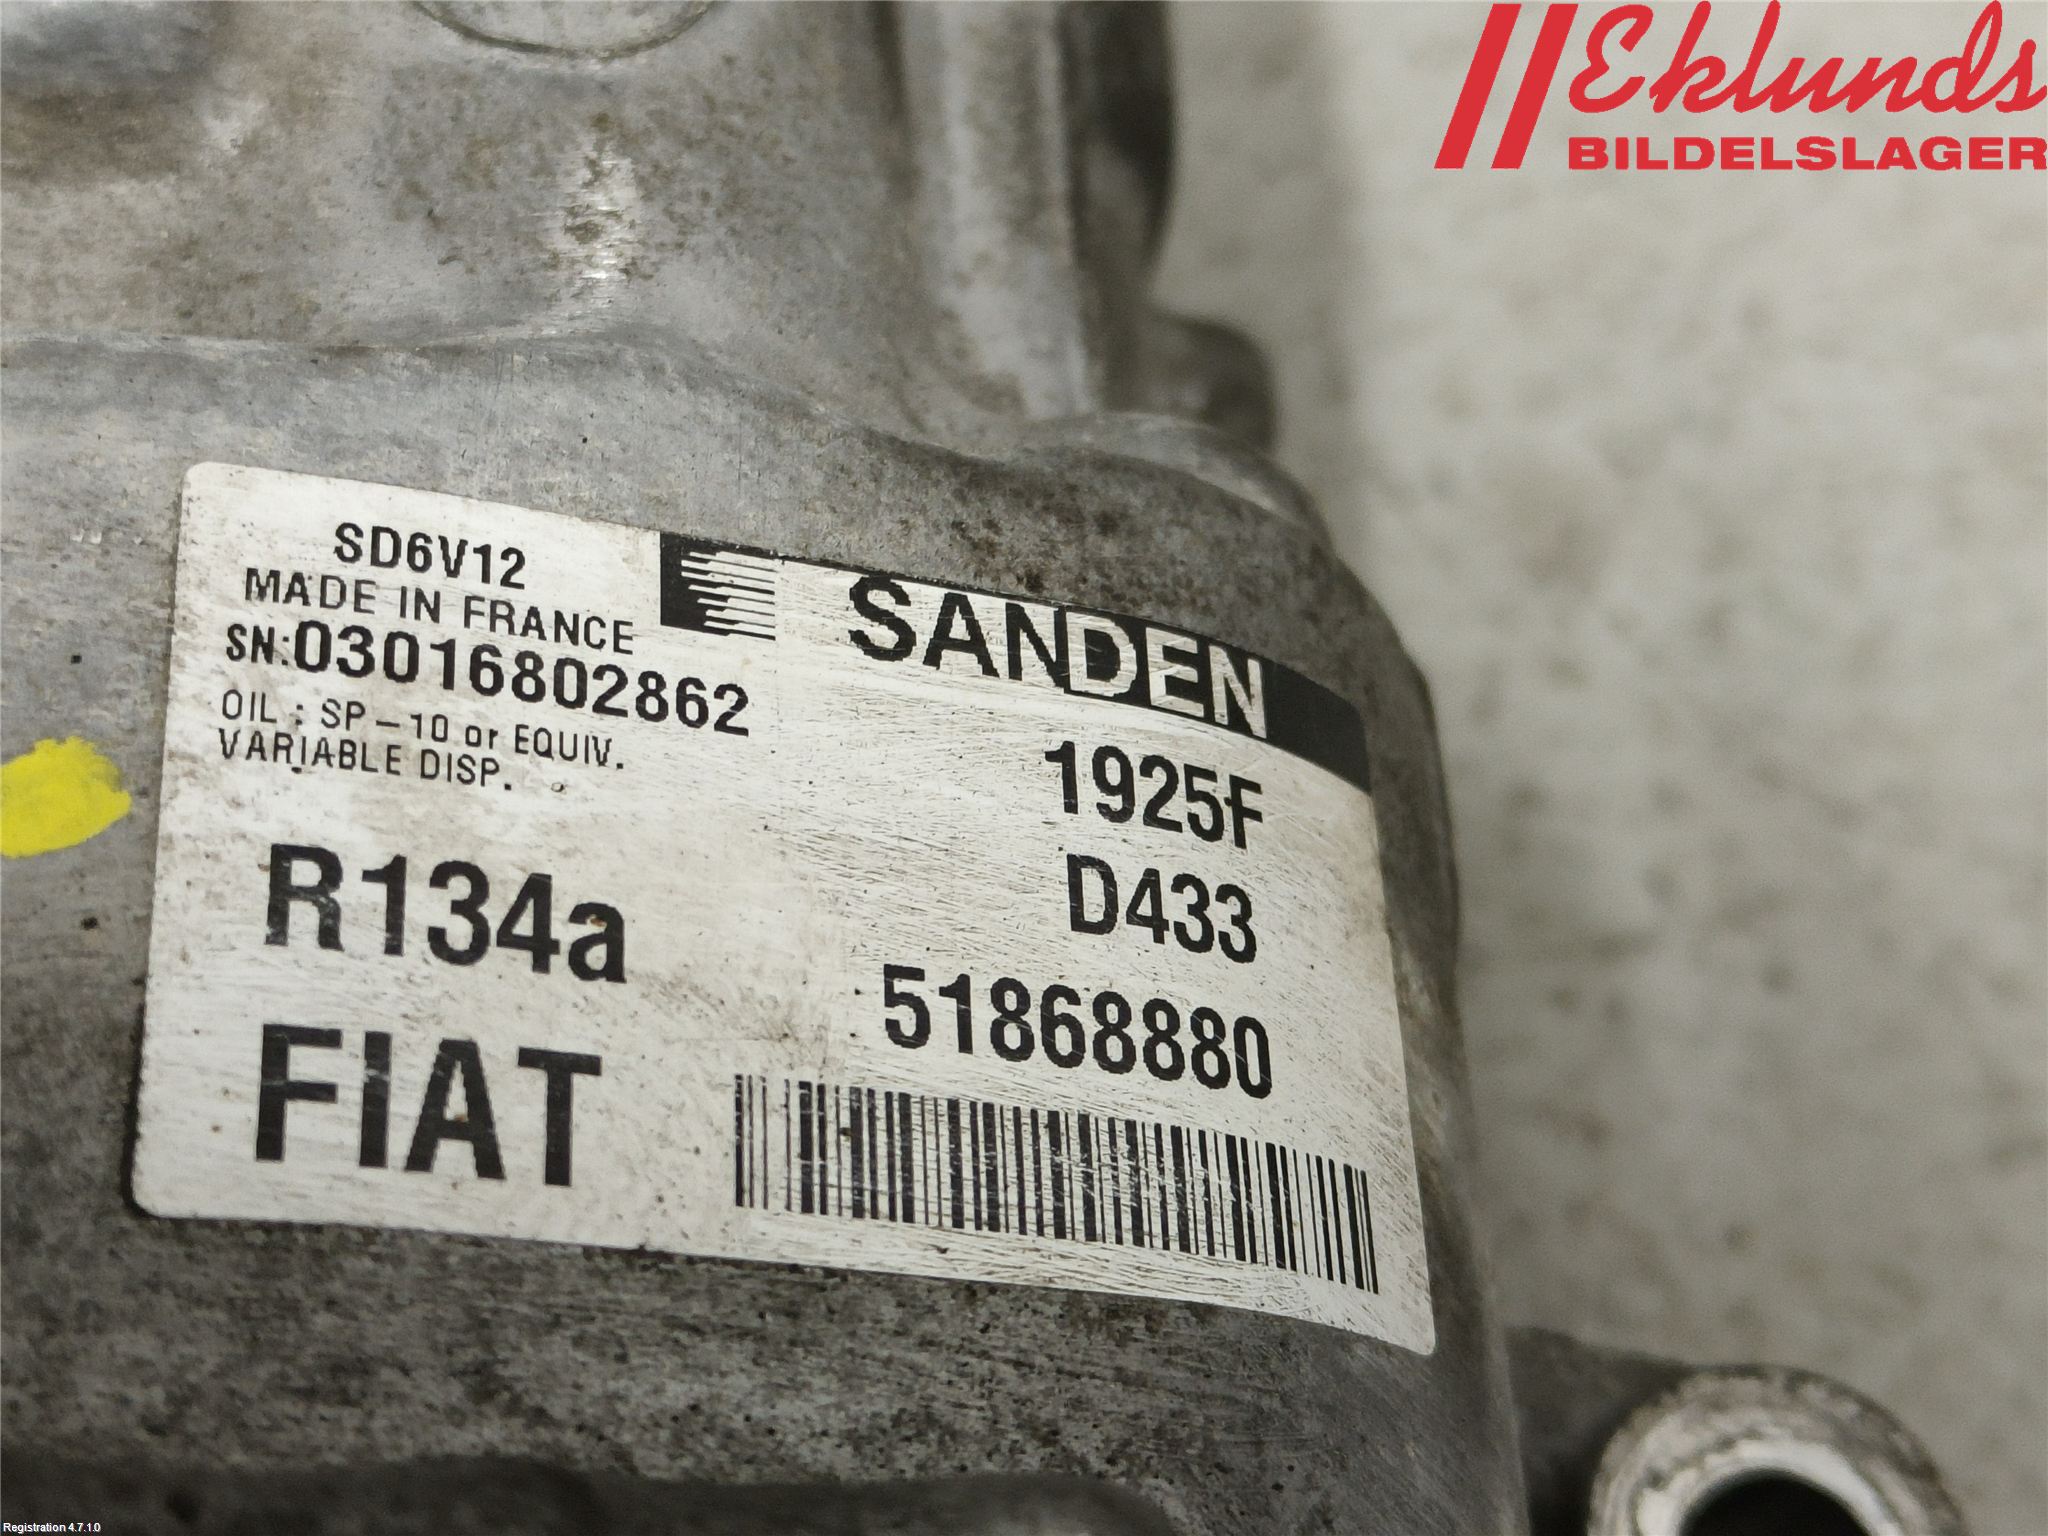 Eklunds
BILDELSLAGER
SD6V12
MADE IN FRANCE
SN:03016802862
OIL : SP-10 or EQUIV.
VARIABLE DISP.
R134a
FIAT
SANDEN
1925F
D433
51868880
Registration 4.7.1.0